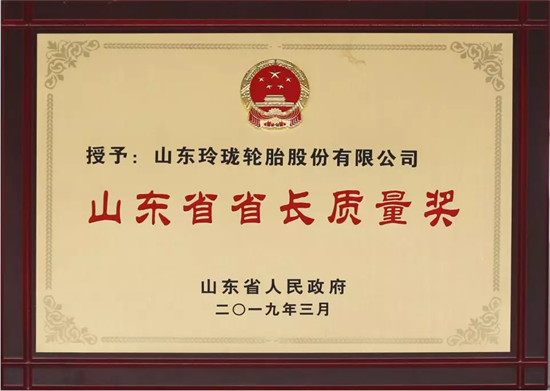 授予：山东玲珑轮胎股份有限公司
山东省省长质量奖
山东省人民政府
二〇一九年三月